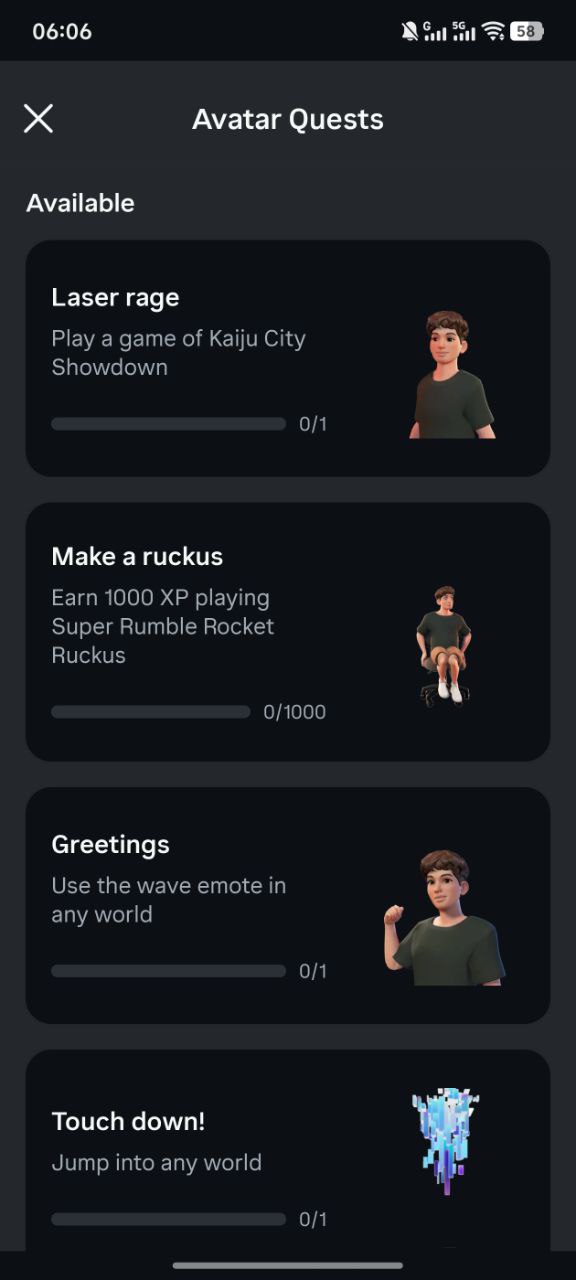 06:06
G 5G 58
Avatar Quests
Available
Laser rage
Play a game of Kaiju City
Showdown
0/1
Make a ruckus
Earn 1000 XP playing
Super Rumble Rocket
Ruckus
0/1000
Greetings
Use the wave emote in
any world
0/1
Touch down!
Jump into any world
0/1